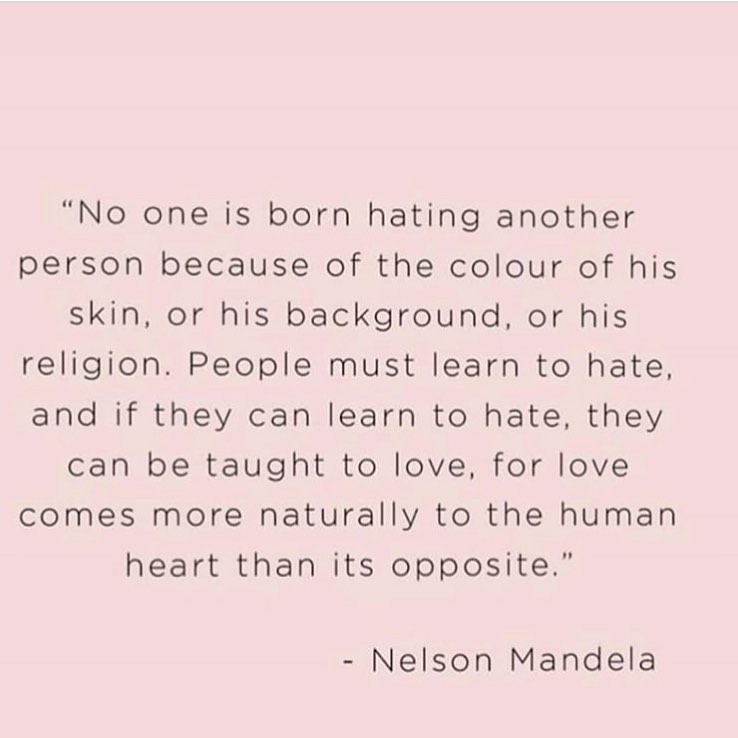 “No one is born hating another
person because of the colour of his
skin, or his background, or his
religion. People must learn to hate,
and if they can learn to hate, they
can be taught to love, for love
comes more naturally to the human
heart than its opposite.”
- Nelson Mandela